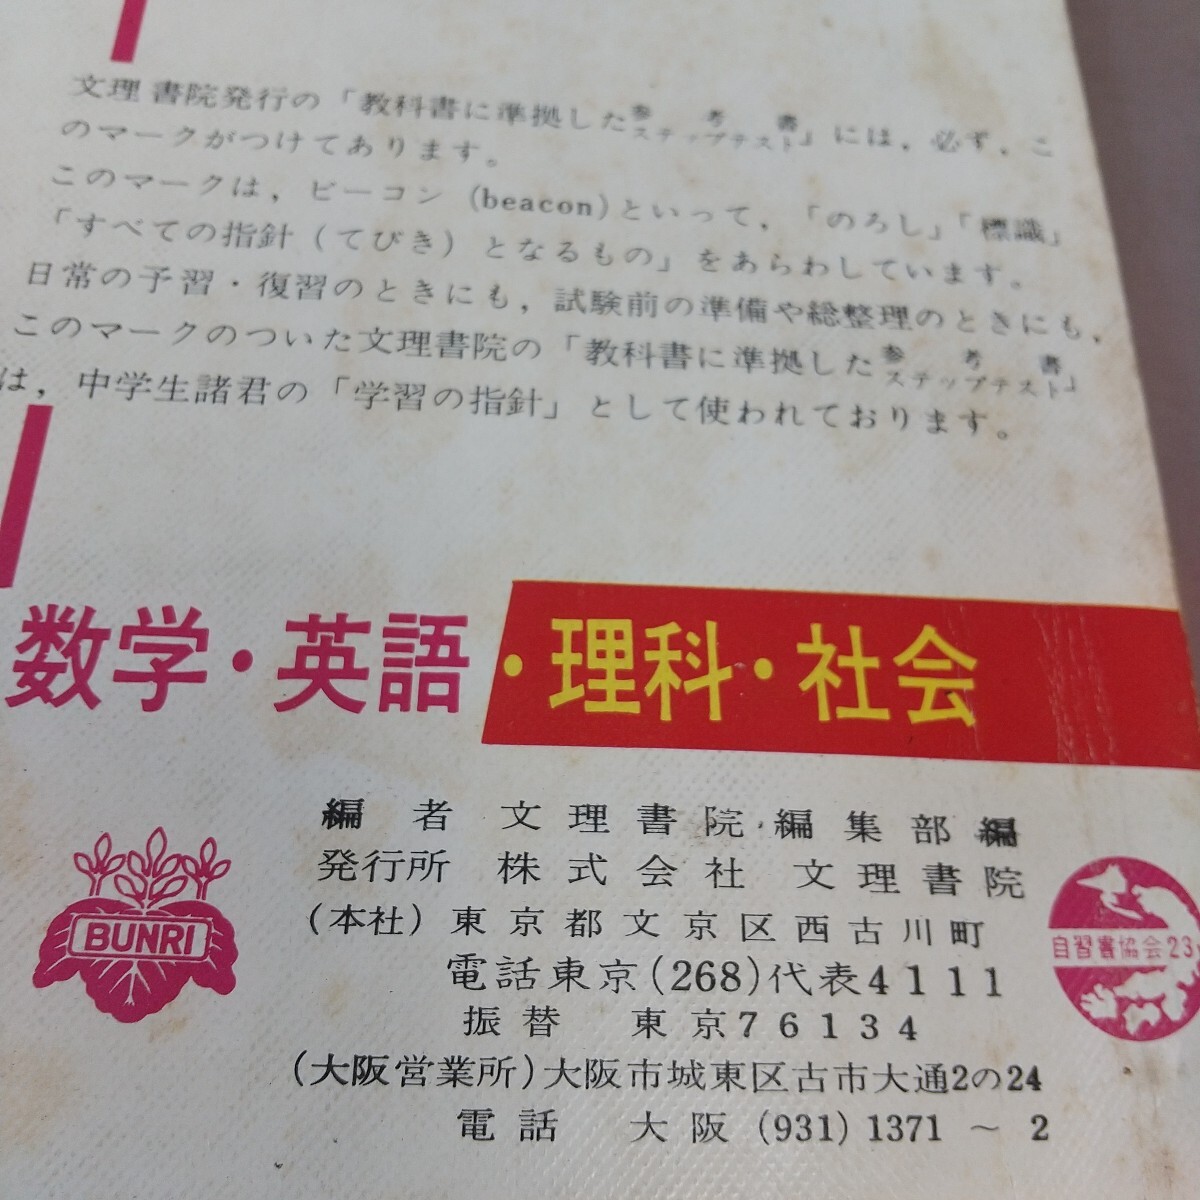 文理書院発行の「教科書に準拠した参考書ステップテスト」には，必ず，こ
のマークがつけてあります。
このマークは，ビーコン (beacon)といって，「のろし」「標識」
「すべての指針（てびき）となるもの」をあらわしています。
日常の予習・復習のときにも，試験前の準備や総整理のときにも，
このマークのついた文理書院の「教科書に準拠した参考書ステップテスト」
は，中学生諸君の「学習の指針」として使われております。
数学・英語・理科・社会
編者 文理書院編集部編
発行所 株式会社 文理書院
(本社) 東京都文京区西古川町
電話東京(268)代表4111
振替 東京76134
(大阪営業所)大阪市城東区古市大通2の24
電話 大阪 (931) 1371 ～ 2
BUNRI
自習書協会23